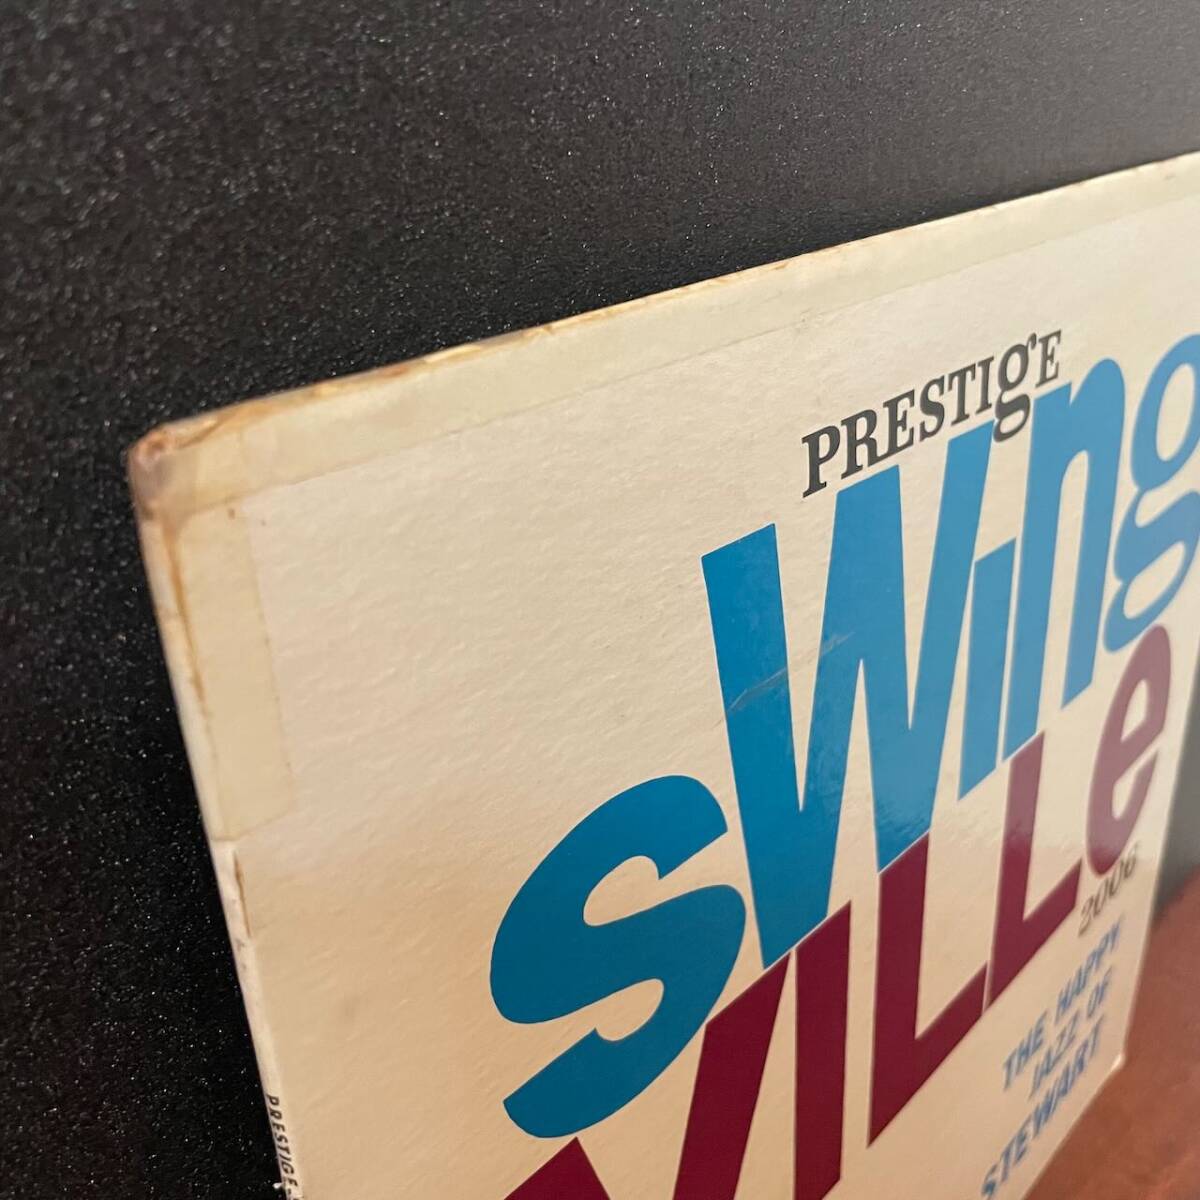 PRESTIgE
sWing
VILLe
2006
THE HAPPY
JAZZ OF
STEWART
PRESTIGE